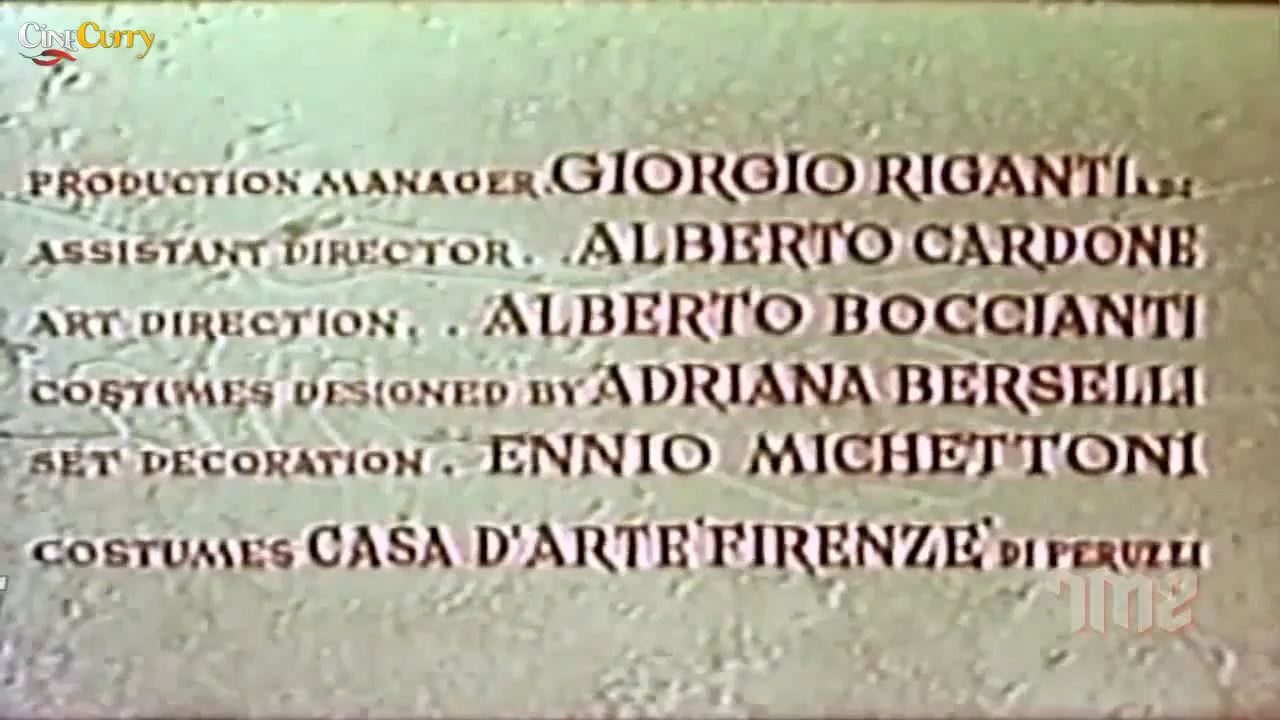 CINECURRY
PRODUCTION MANAGER.GIORGIO RIGANTI
ASSISTANT DIRECTOR. .ALBERTO CARDONE
ART DIRECTION. . ALBERTO BOCCIANTI
COSTUMES DESIGNED BY ADRIANA BERSELLI
SET DECORATION . ENNIO MICHETTONI
COSTUMES CASA D'ARTE'FIRENZE' DI PERUZZI